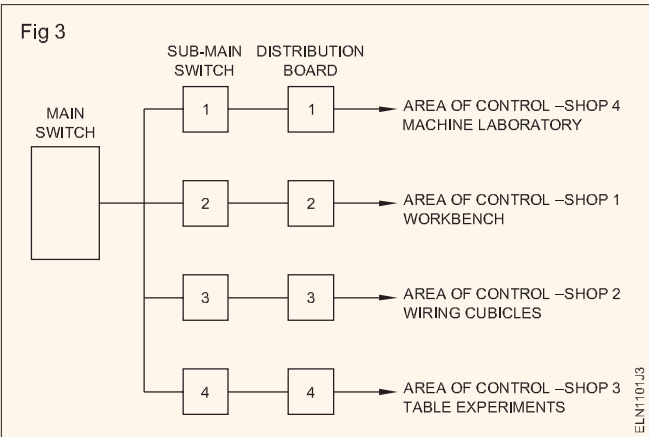 Fig 3
SUB-MAIN
SWITCH
DISTRIBUTION
BOARD
MAIN
SWITCH
1
1
AREA OF CONTROL –SHOP 4
MACHINE LABORATORY
2
2
AREA OF CONTROL –SHOP 1
WORKBENCH
3
3
AREA OF CONTROL –SHOP 2
WIRING CUBICLES
4
4
AREA OF CONTROL –SHOP 3
TABLE EXPERIMENTS
ELN1101J3